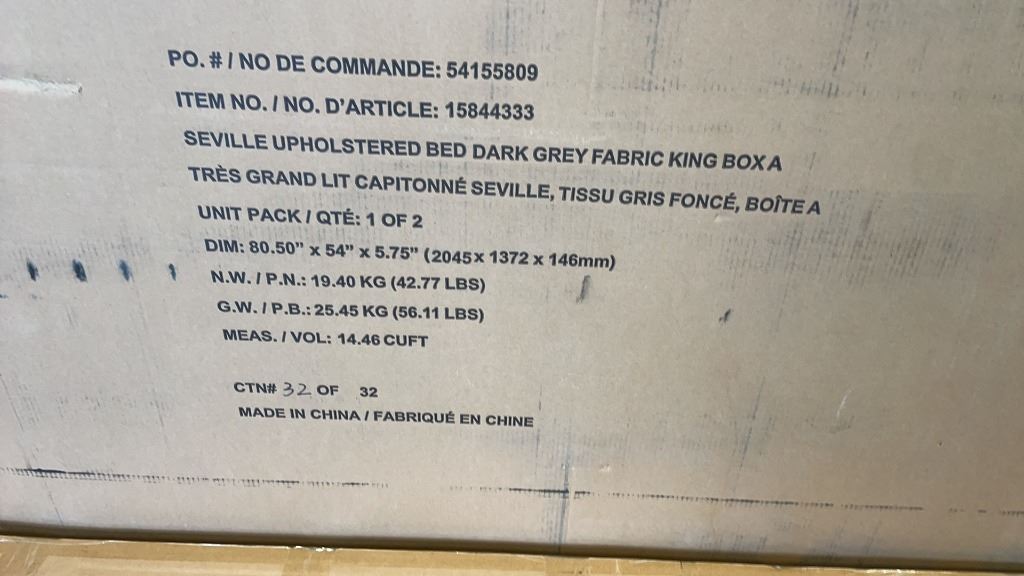 PO. # / NO DE COMMANDE: 54155809
ITEM NO. / NO. D'ARTICLE: 15844333
SEVILLE UPHOLSTERED BED DARK GREY FABRIC KING BOX A
TRÈS GRAND LIT CAPITONNÉ SEVILLE, TISSU GRIS FONCÉ, BOÎTE A
UNIT PACK / QTÉ: 1 OF 2
DIM: 80.50" x 54" x 5.75" (2045x 1372 x 146mm)
N.W. / P.N.: 19.40 KG (42.77 LBS)
G.W. / P.B.: 25.45 KG (56.11 LBS)
MEAS. / VOL: 14.46 CUFT
CTN# 32 OF 32
MADE IN CHINA / FABRIQUÉ EN CHINE